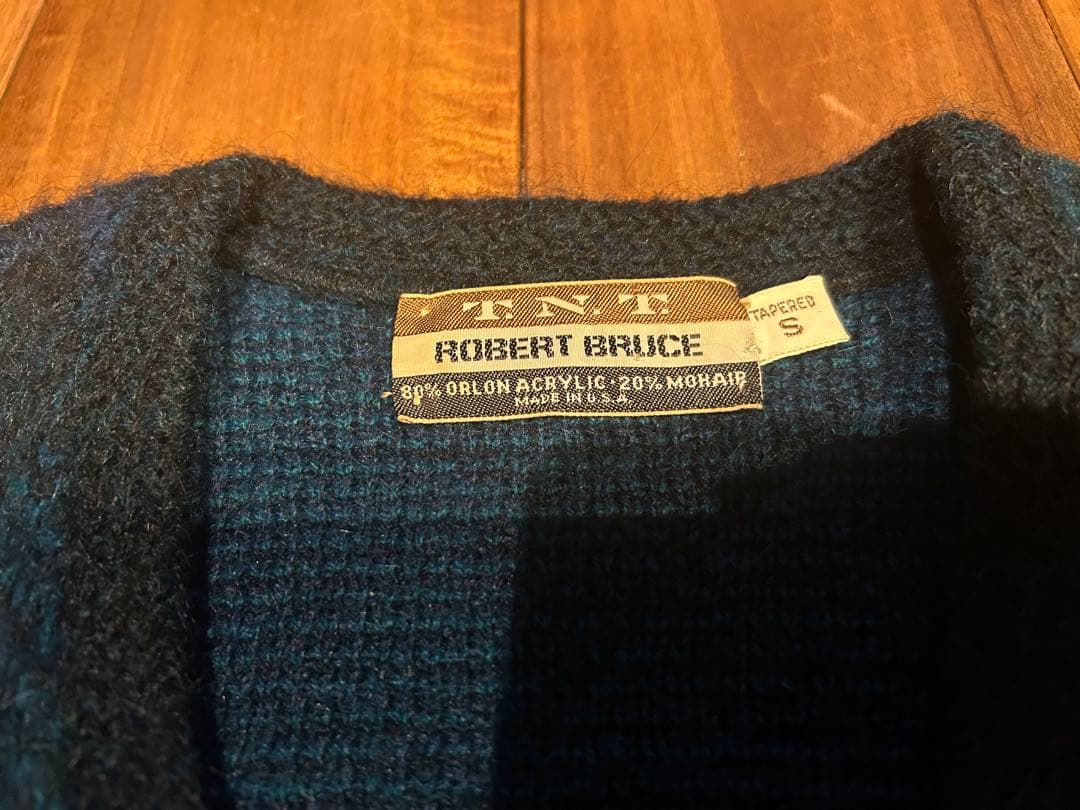 T.N.T.
ROBERT BRUCE
80% ORLON ACRYLIC · 20% MOHAIR
MADE IN U.S.A
TAPERED
S